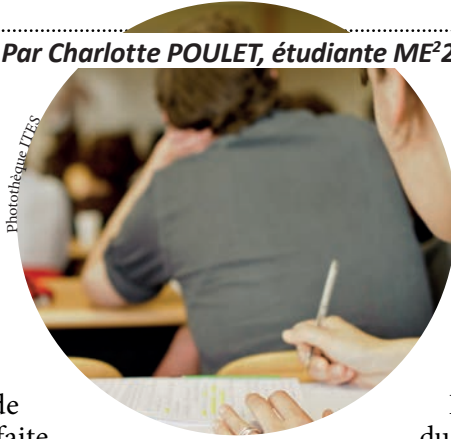 Par Charlotte POULET, étudiante ME²2
Photothèque ITES
de
faite
du